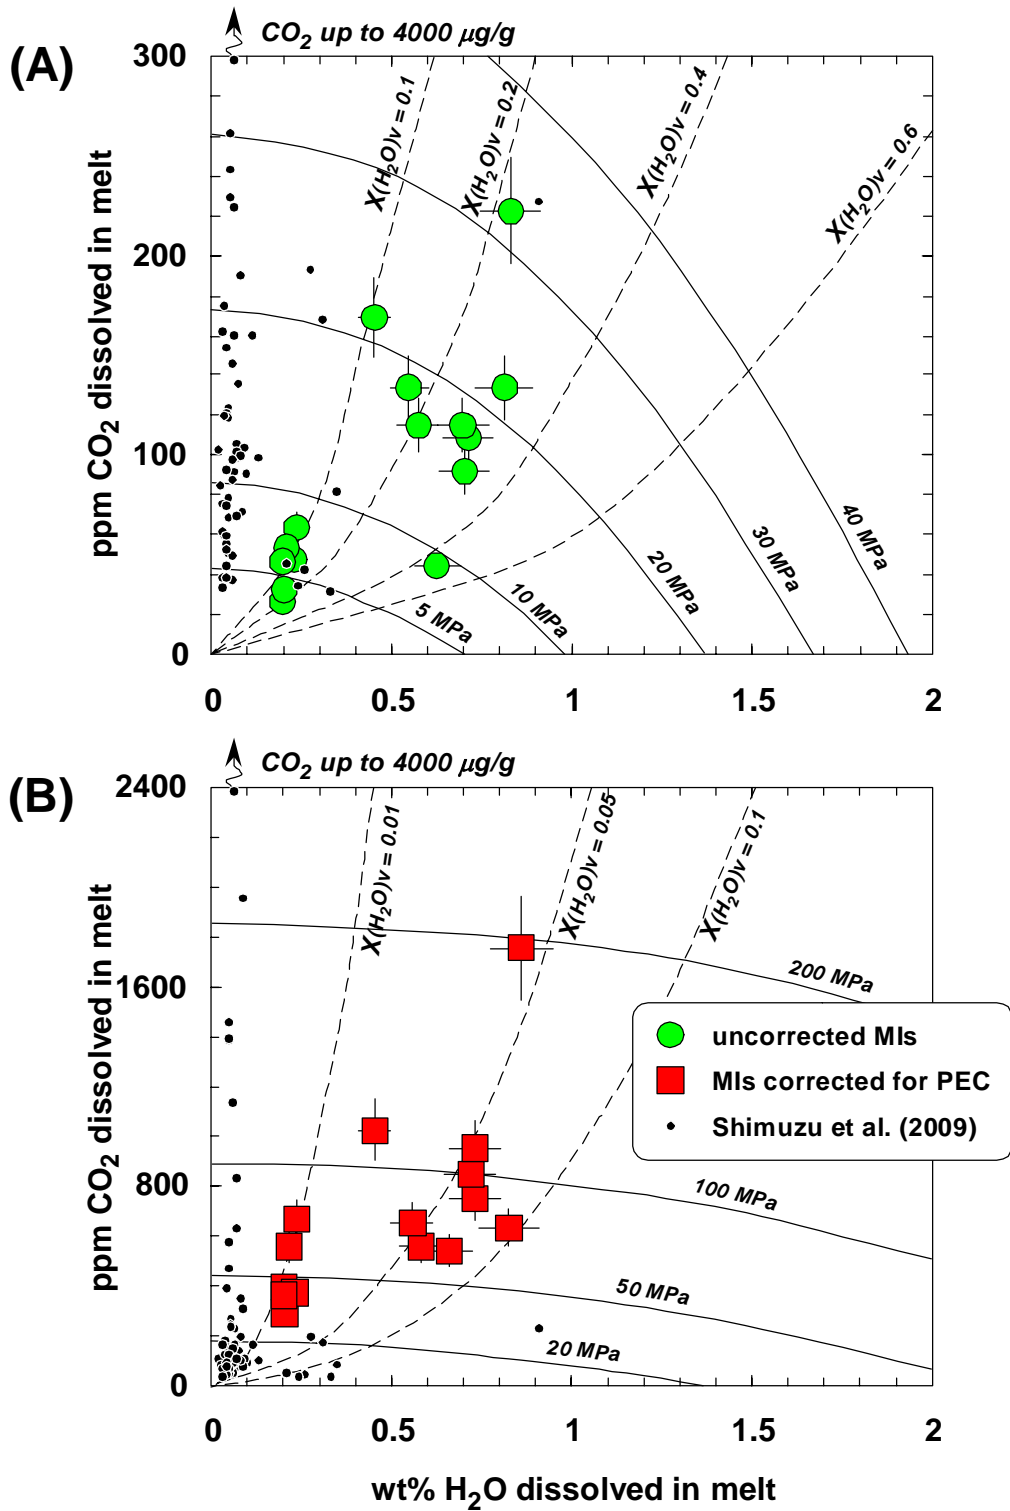 (A)
CO2 up to 4000 μg/g
300
200
100
0
ppm CO2 dissolved in melt
X(H2O)v = 0.1
X(H2O)v = 0.2
X(H2O)v = 0.4
X(H2O)v = 0.6
5 MPa
10 MPa
20 MPa
30 MPa
40 MPa
0
0.5
1
1.5
2
(B)
CO2 up to 4000 μg/g
2400
1600
800
0
ppm CO2 dissolved in melt
X(H2O)v = 0.01
X(H2O)v = 0.05
X(H2O)v = 0.1
200 MPa
uncorrected MIs
MIs corrected for PEC
Shimuzu et al. (2009)
100 MPa
50 MPa
20 MPa
0
0.5
1
1.5
2
wt% H2O dissolved in melt